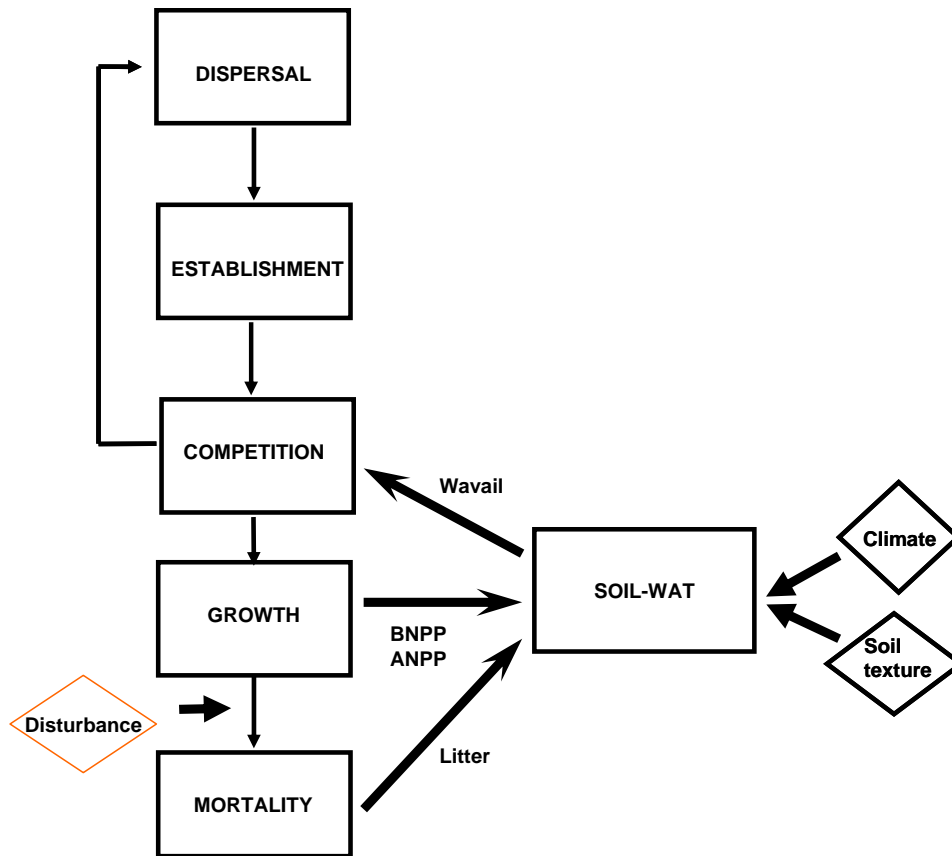 DISPERSAL
ESTABLISHMENT
COMPETITION
Wavail
Climate
SOIL-WAT
GROWTH
BNPP
ANPP
Soil
texture
Disturbance
Litter
MORTALITY